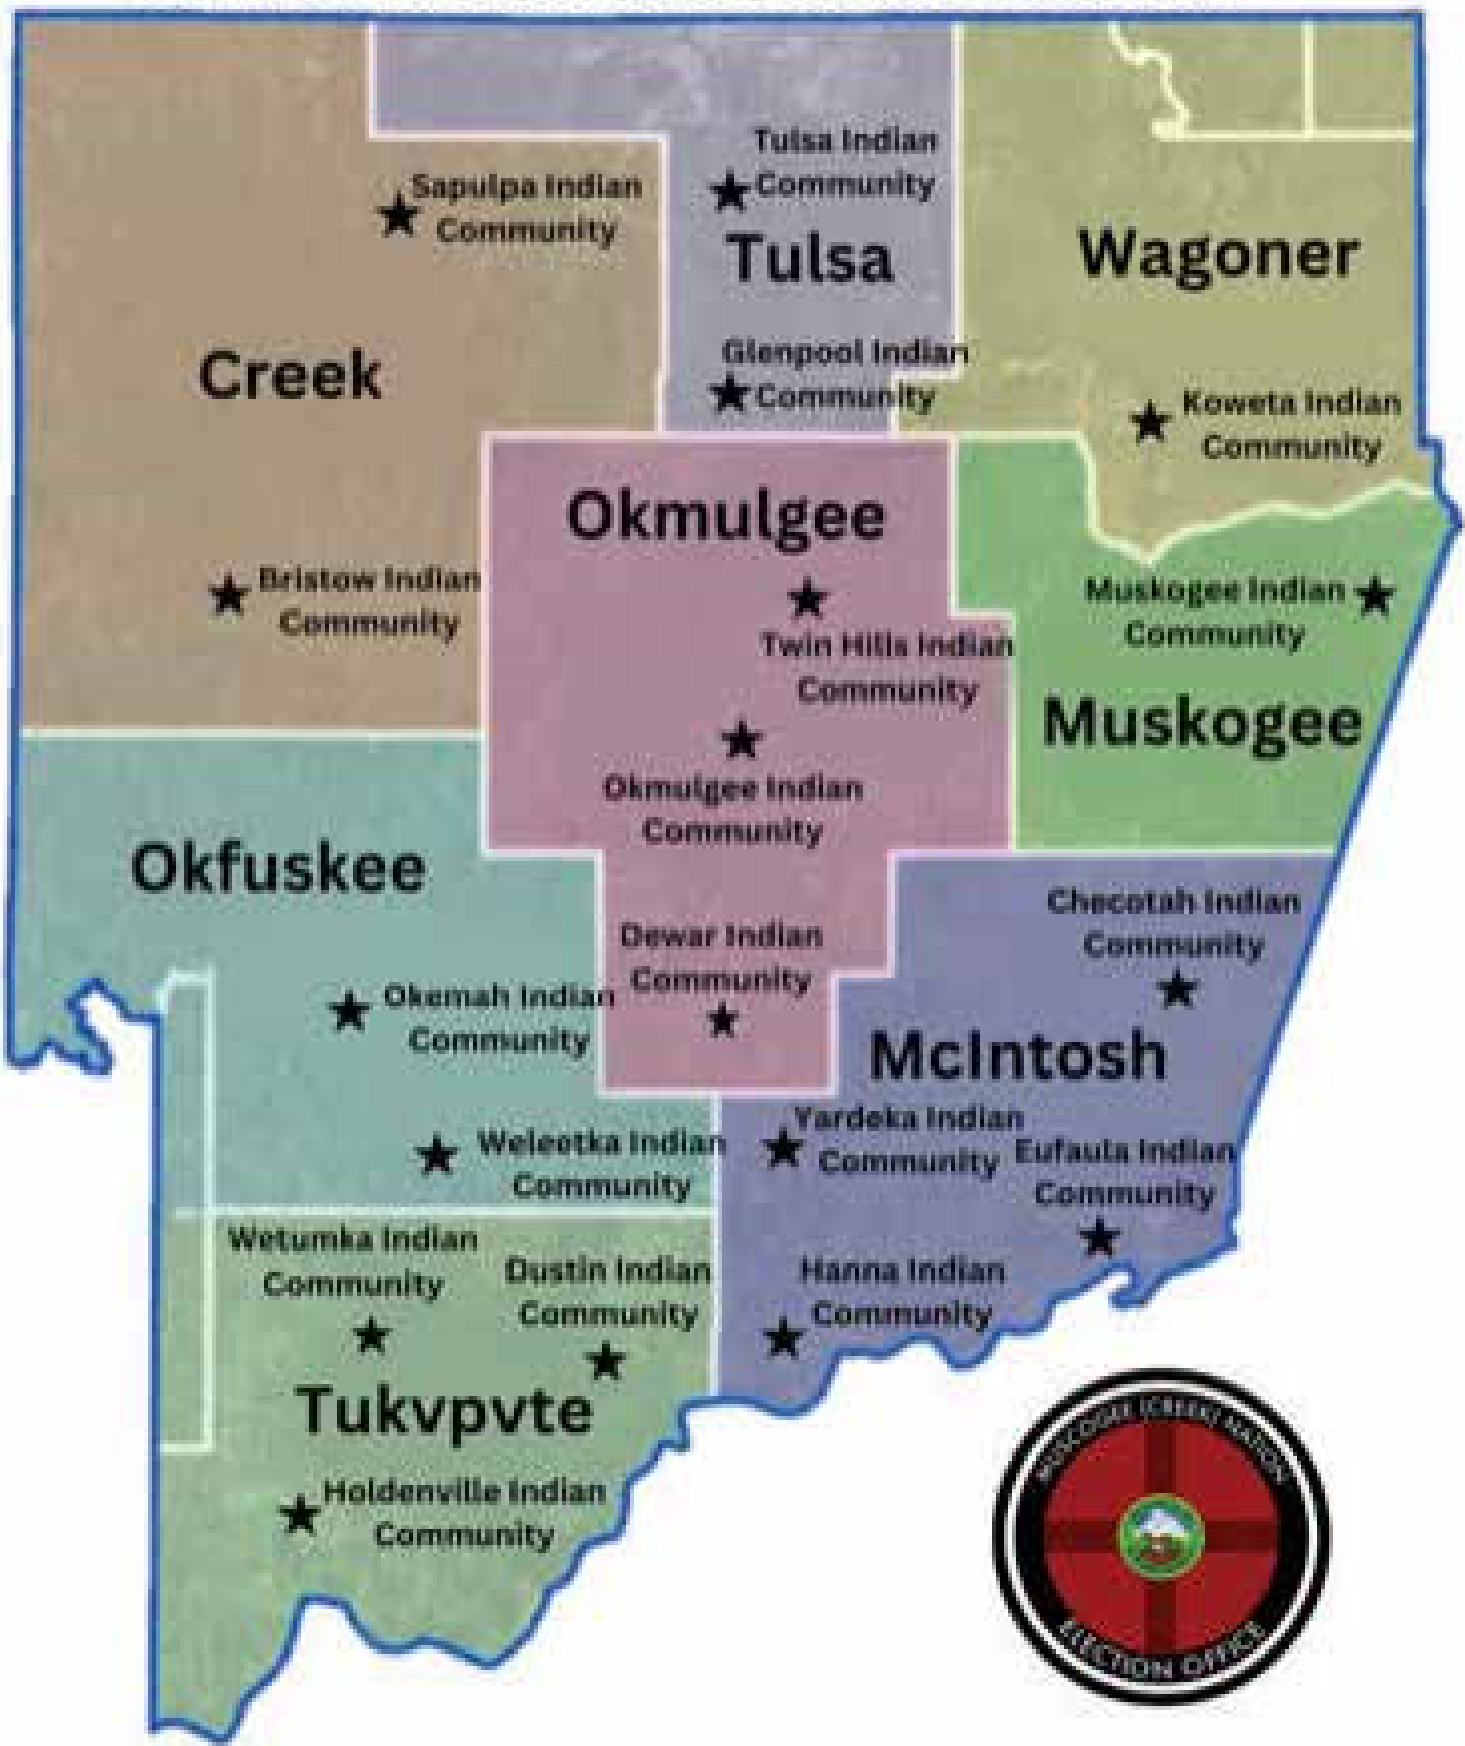 Tulsa Indian
Community
Sapulpa Indian
Community
Tulsa
Wagoner
Creek
Glenpool Indian
Community
Koweta Indian
Community
Okmulgee
Bristow Indian
Community
Muskogee Indian
Community
Twin Hills Indian
Community
Muskogee
Okmulgee Indian
Community
Okfuskee
Checotah Indian
Community
Dewar Indian
Community
Okemah Indian
Community
McIntosh
Yardeka Indian
Community
Eufaula Indian
Community
Weleetka Indian
Community
Wetumka Indian
Community
Dustin Indian
Community
Hanna Indian
Community
Tukvpvte
Holdenville Indian
Community
MUSCOGEE (CREEK) NATION
ELECTION OFFICE